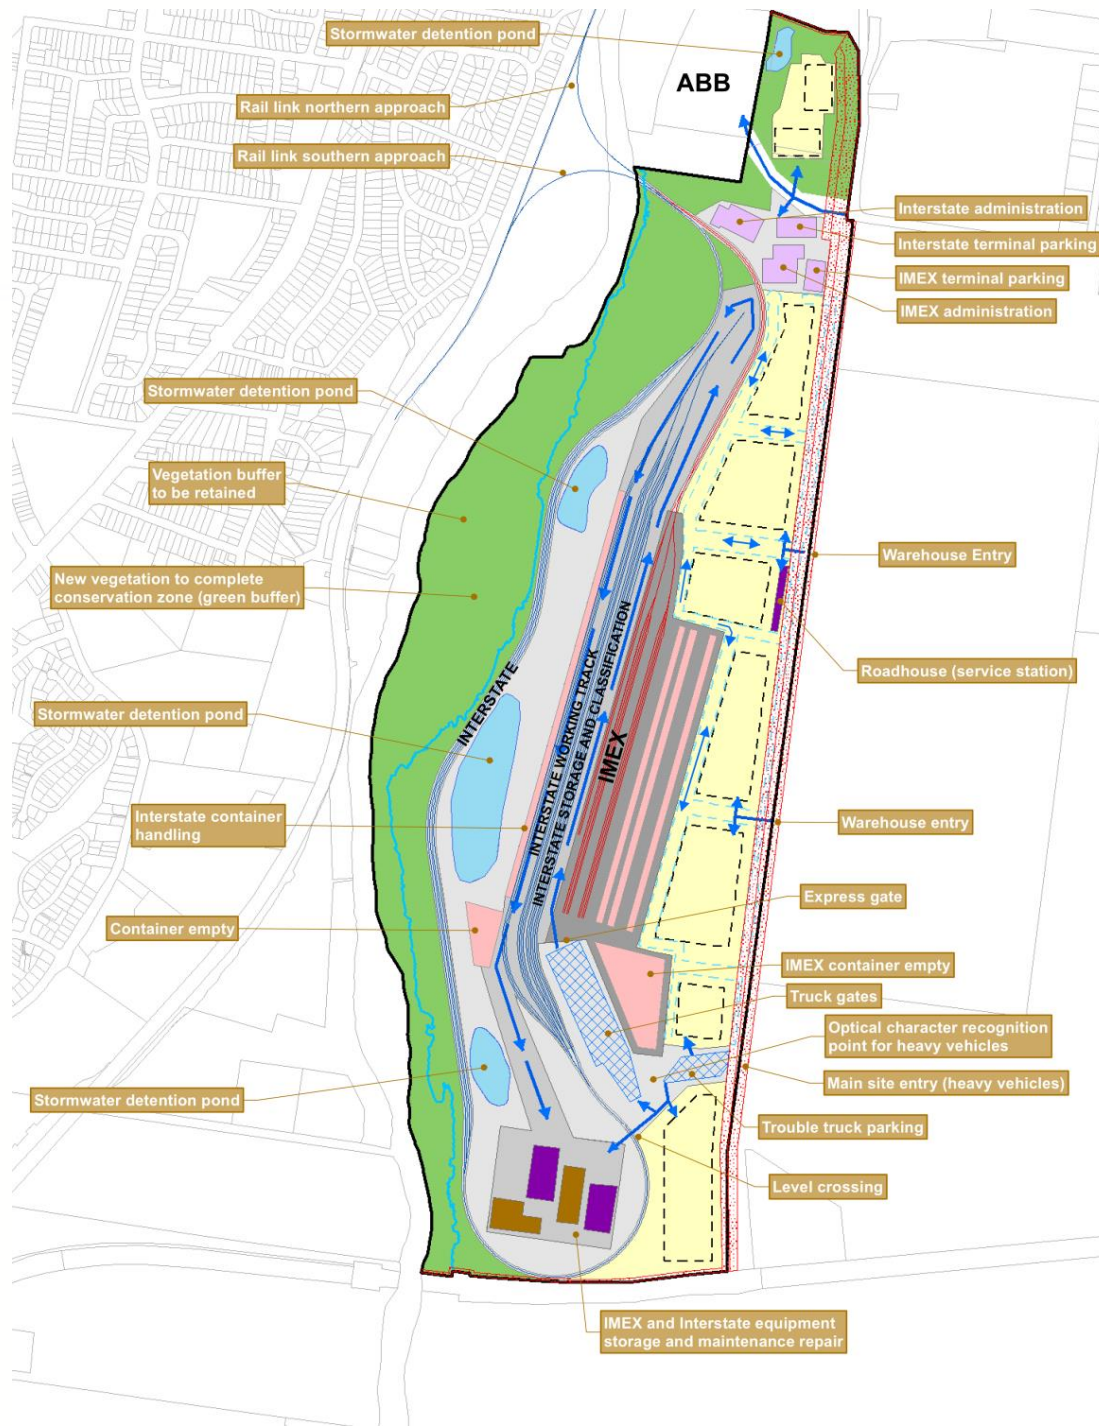 Stormwater detention pond
ABB
Rail link northern approach
Rail link southern approach
Interstate administration
Interstate terminal parking
IMEX terminal parking
IMEX administration
Stormwater detention pond
Vegetation buffer
to be retained
New vegetation to complete
conservation zone (green buffer)
Warehouse Entry
Roadhouse (service station)
Stormwater detention pond
INTERSTATE
INTERSTATE WORKING TRACK
INTERSTATE STORAGE AND CLASSIFICATION
IMEX
Interstate container
handling
Warehouse entry
Express gate
Container empty
IMEX container empty
Truck gates
Optical character recognition
point for heavy vehicles
Main site entry (heavy vehicles)
Stormwater detention pond
Trouble truck parking
Level crossing
IMEX and Interstate equipment
storage and maintenance repair